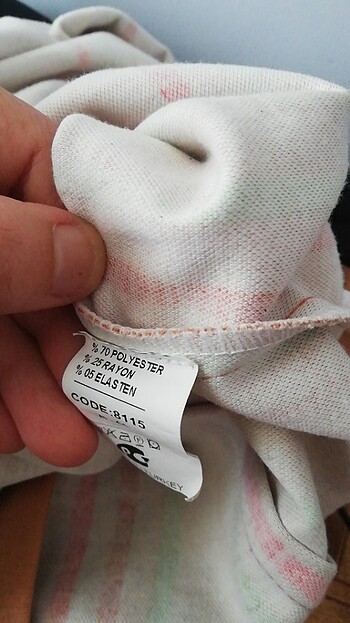 % 70 POLYESTER
% 25 RAYON
% 05 ELASTEN
CODE:8115